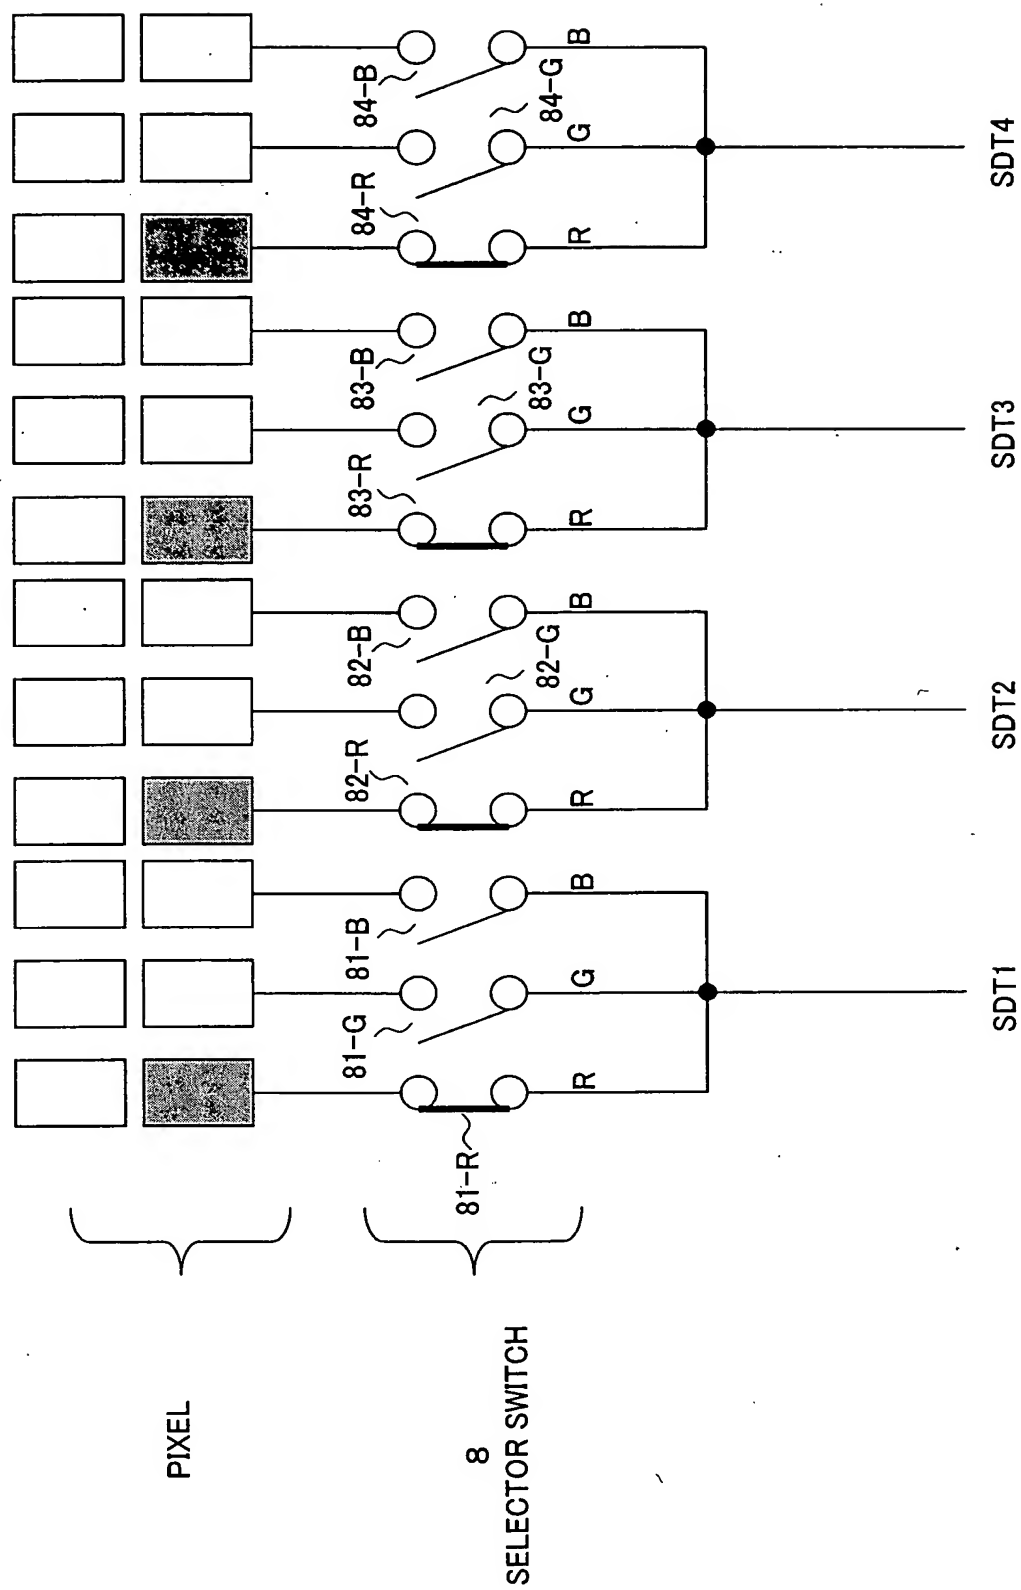 PIXEL
8
SELECTOR SWITCH
81-R
81-G
81-B
82-R
82-G
82-B
83-R
83-G
83-B
84-R
84-G
84-B
R
G
B
R
G
B
R
G
B
R
G
B
SDT1
SDT2
SDT3
SDT4